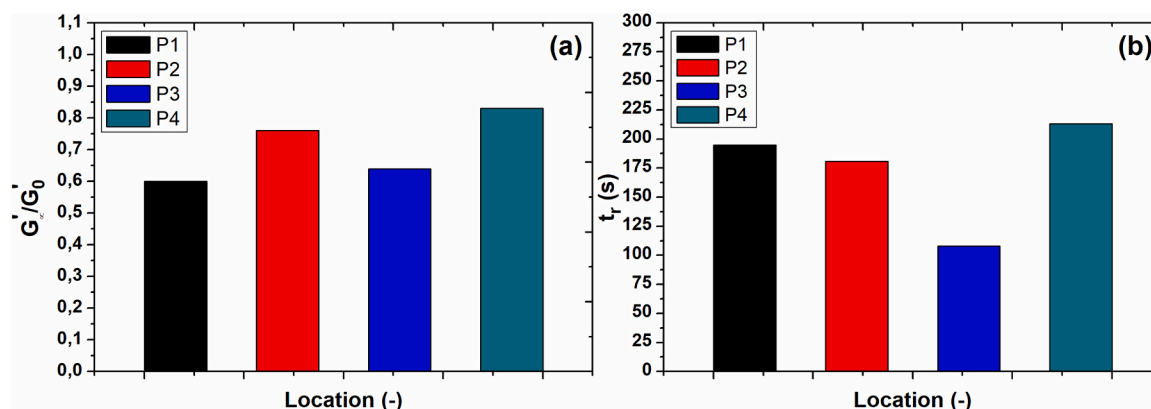 (a)
G'∞/G'0
1,1
1,0
0,9
0,8
0,7
0,6
0,5
0,4
0,3
0,2
0,1
0,0
P1
P2
P3
P4
Location (-)
(b)
tr (s)
300
275
250
225
200
175
150
125
100
75
50
25
0
P1
P2
P3
P4
Location (-)